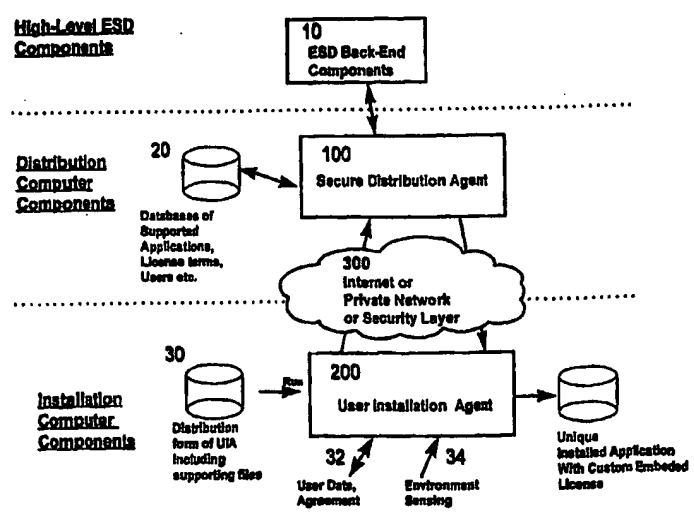 High-Level ESD
Components
10
ESD Back-End
Components
Distribution
Computer
Components
20
Databases of
Supported
Applications,
License terms,
Users etc.
100
Secure Distribution Agent
300
Internet or
Private Network
or Security Layer
Installation
Computer
Components
30
Distribution
form of UIA
Including
supporting files
Run
200
User Installation Agent
32
User Data,
Agreement
34
Environment
Sensing
Unique
Installed Application
With Custom Embeded
License